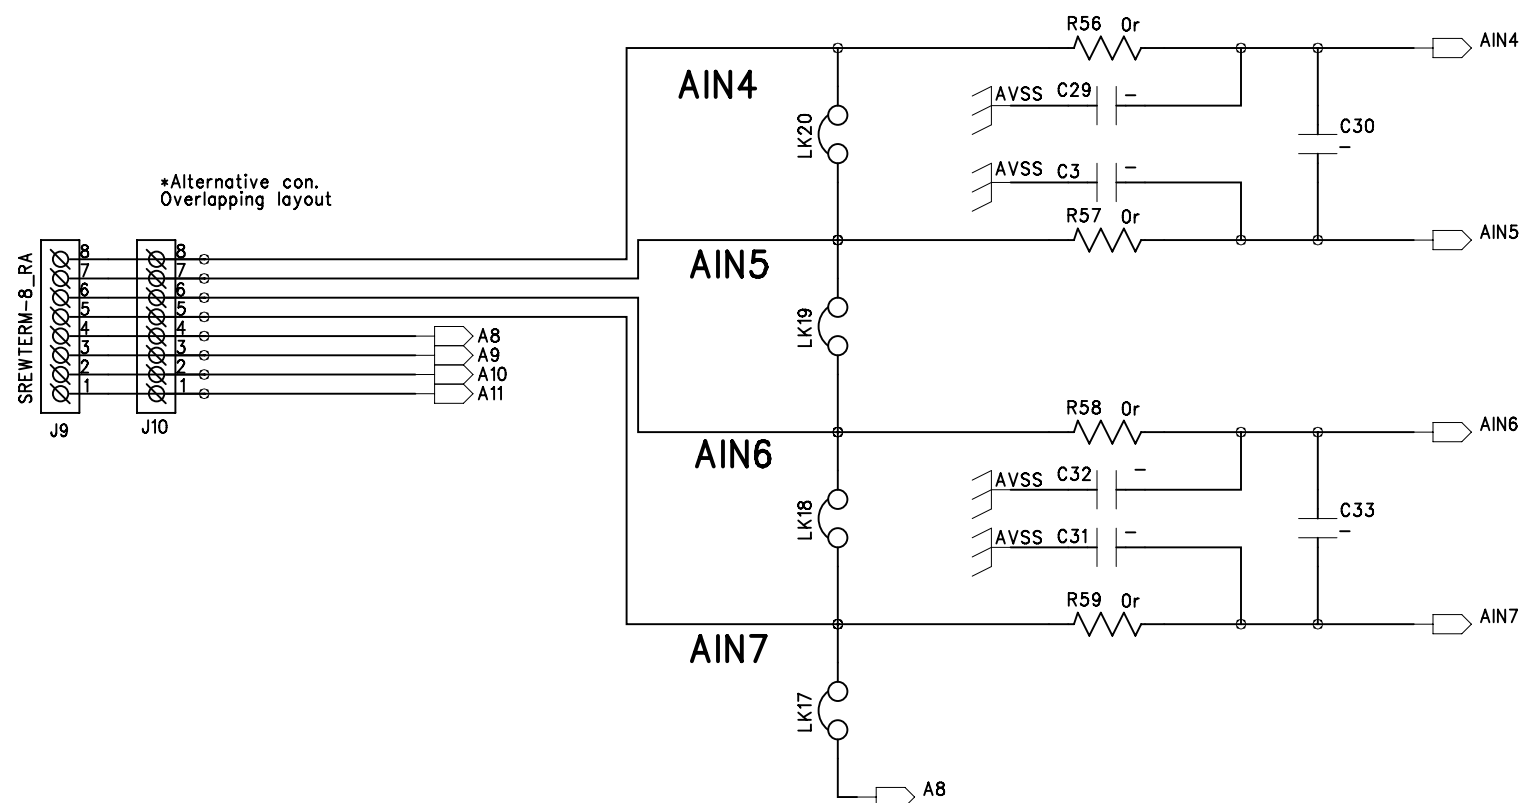 R56 0r
AIN4
AIN4
AVSS C29 -
LK20
C30
-
*Alternative con.
Overlapping layout
AVSS C3 -
R57 0r
AIN5
AIN5
SREWTERM-8_RA
8 8
7 7
6 6
5 5
4 4 A8
3 3 A9
2 2 A10
1 1 A11
J9 J10
LK19
R58 0r
AIN6
AIN6
AVSS C32 -
LK18
C33
-
AVSS C31 -
R59 0r
AIN7
AIN7
LK17
A8